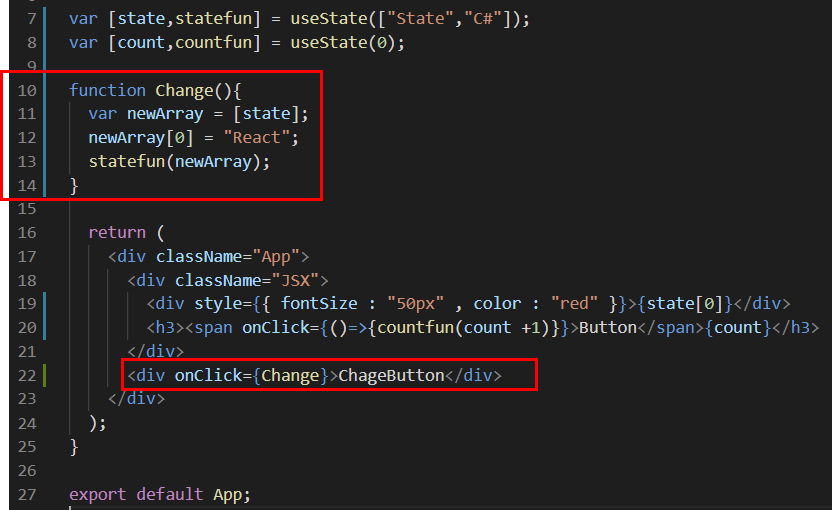 7 var [state,statefun] = useState(["State","C#"]);
8 var [count,countfun] = useState(0);
9
10 function Change(){
11 var newArray = [state];
12 newArray[0] = "React";
13 statefun(newArray);
14 }
15
16 return (
17 <div className="App">
18 <div className="JSX">
19 <div style={{ fontSize : "50px" , color : "red" }}>{state[0]}</div>
20 <h3><span onClick={()=>{countfun(count +1)}}>Button</span>{count}</h3>
21 </div>
22 <div onClick={Change}>ChageButton</div>
23 </div>
24 );
25 }
26
27 export default App;